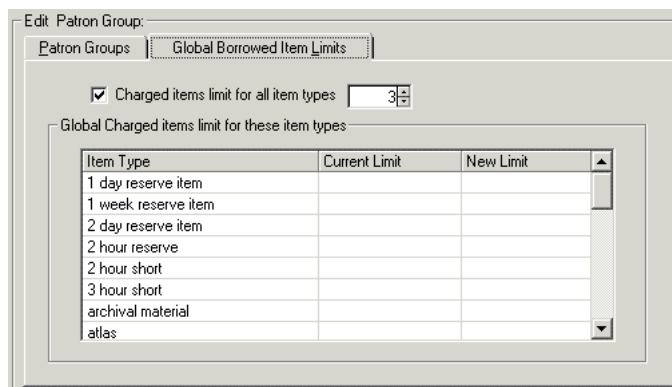 Edit Patron Group:
Patron Groups Global Borrowed Item Limits
Charged items limit for all item types 3
Global Charged items limit for these item types
Item Type Current Limit New Limit
1 day reserve item
1 week reserve item
2 day reserve item
2 hour reserve
2 hour short
3 hour short
archival material
atlas